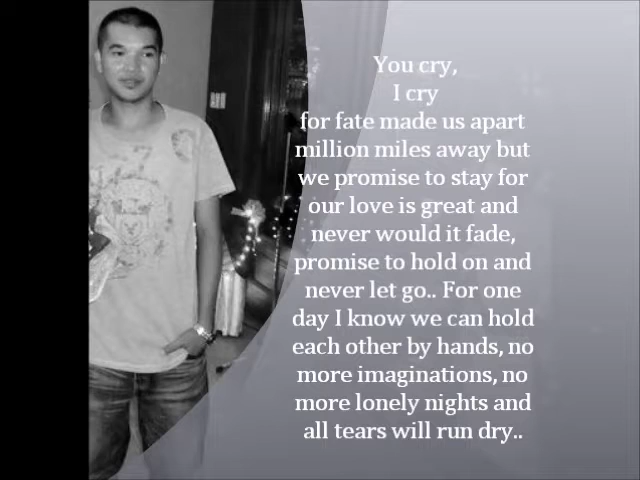 You cry,
I cry
for fate made us apart
million miles away but
we promise to stay for
our love is great and
never would it fade,
promise to hold on and
never let go.. For one
day I know we can hold
each other by hands, no
more imaginations, no
more lonely nights and
all tears will run dry..